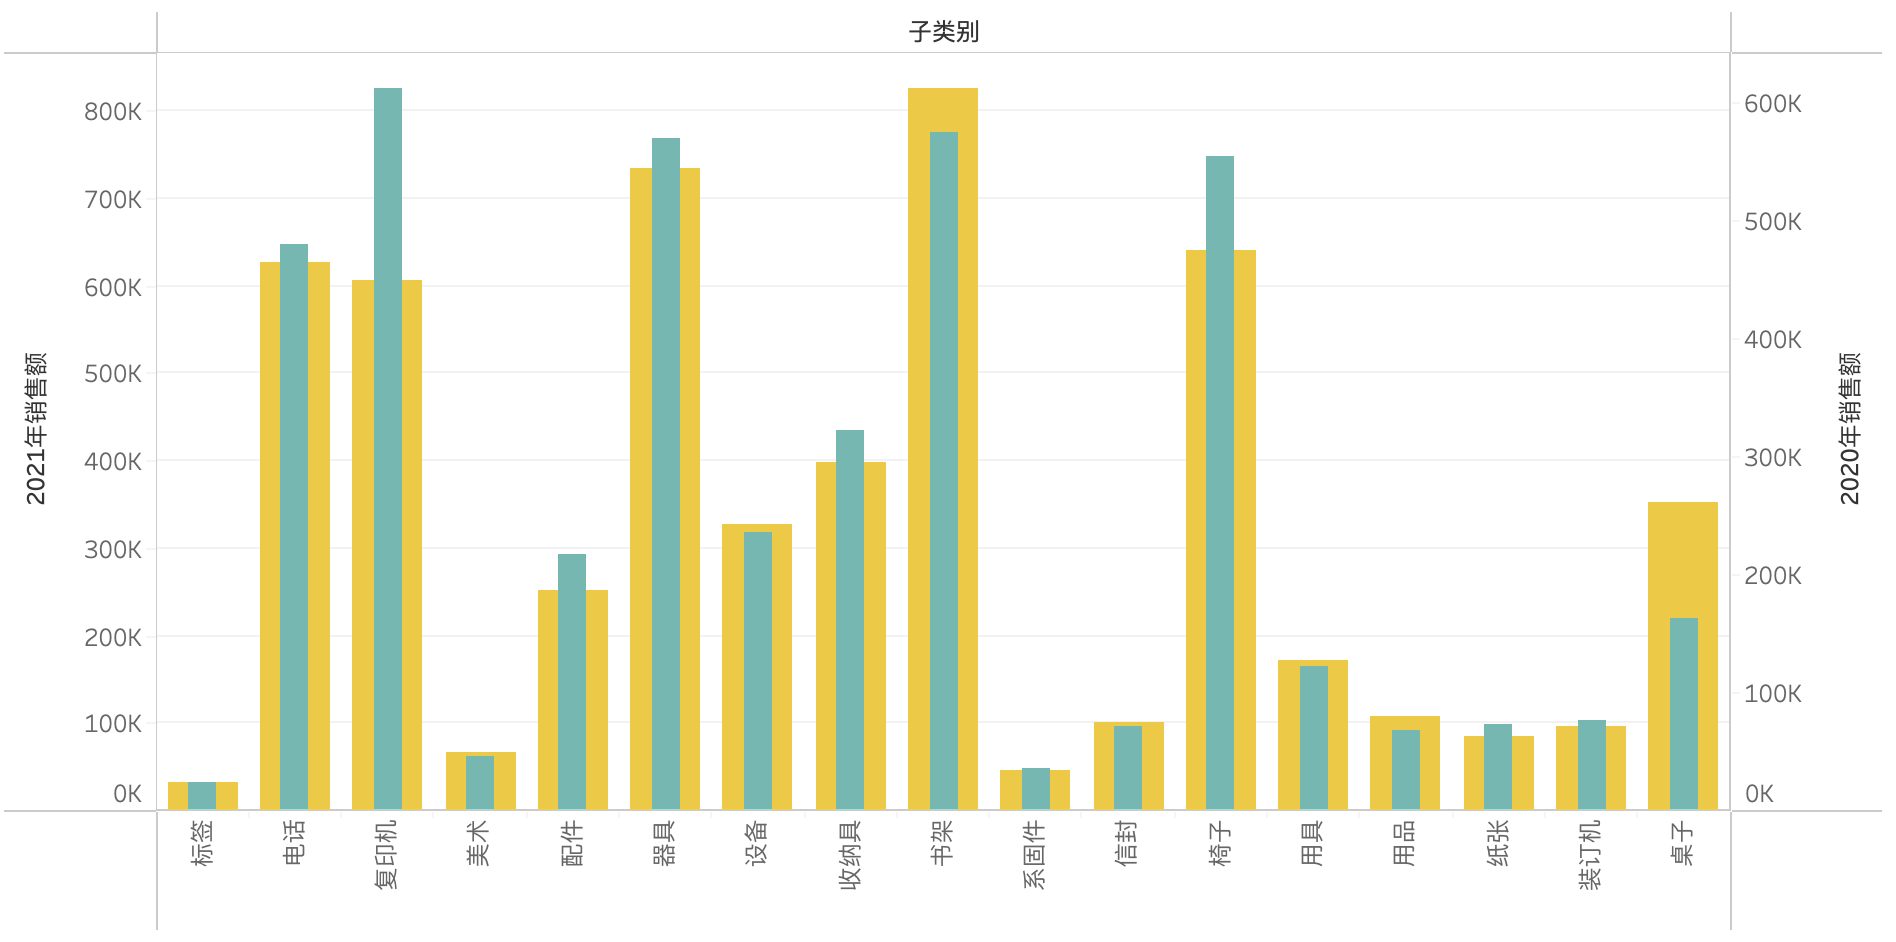 子类别
2021年销售额
800K
700K
600K
500K
400K
300K
200K
100K
0K
2020年销售额
600K
500K
400K
300K
200K
100K
0K
标签
电话
复印机
美术
配件
器具
设备
收纳具
书架
系固件
信封
椅子
用具
用品
纸张
装订机
桌子